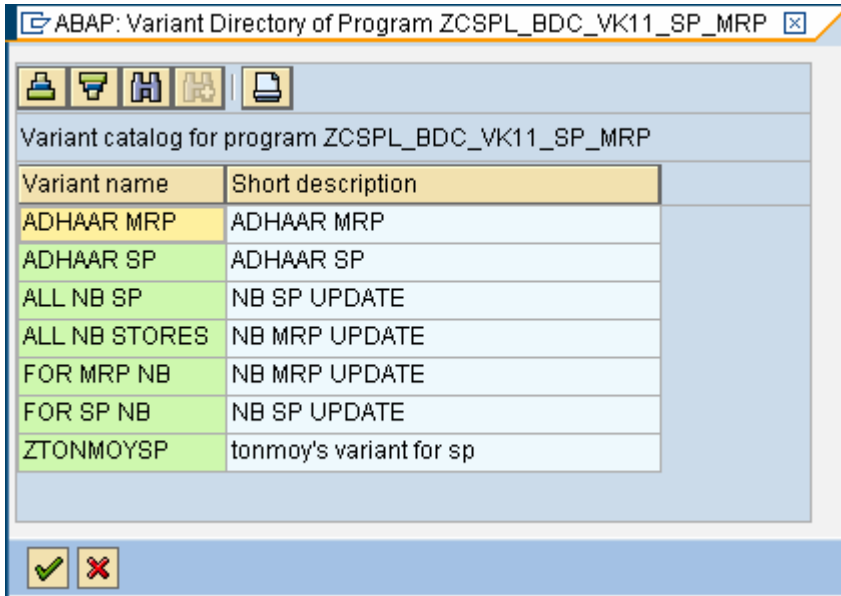 ABAP: Variant Directory of Program ZCSPL_BDC_VK11_SP_MRP
Variant catalog for program ZCSPL_BDC_VK11_SP_MRP
Variant name Short description
ADHAAR MRP ADHAAR MRP
ADHAAR SP ADHAAR SP
ALL NB SP NB SP UPDATE
ALL NB STORES NB MRP UPDATE
FOR MRP NB NB MRP UPDATE
FOR SP NB NB SP UPDATE
ZTONMOYSP tonmoy's variant for sp